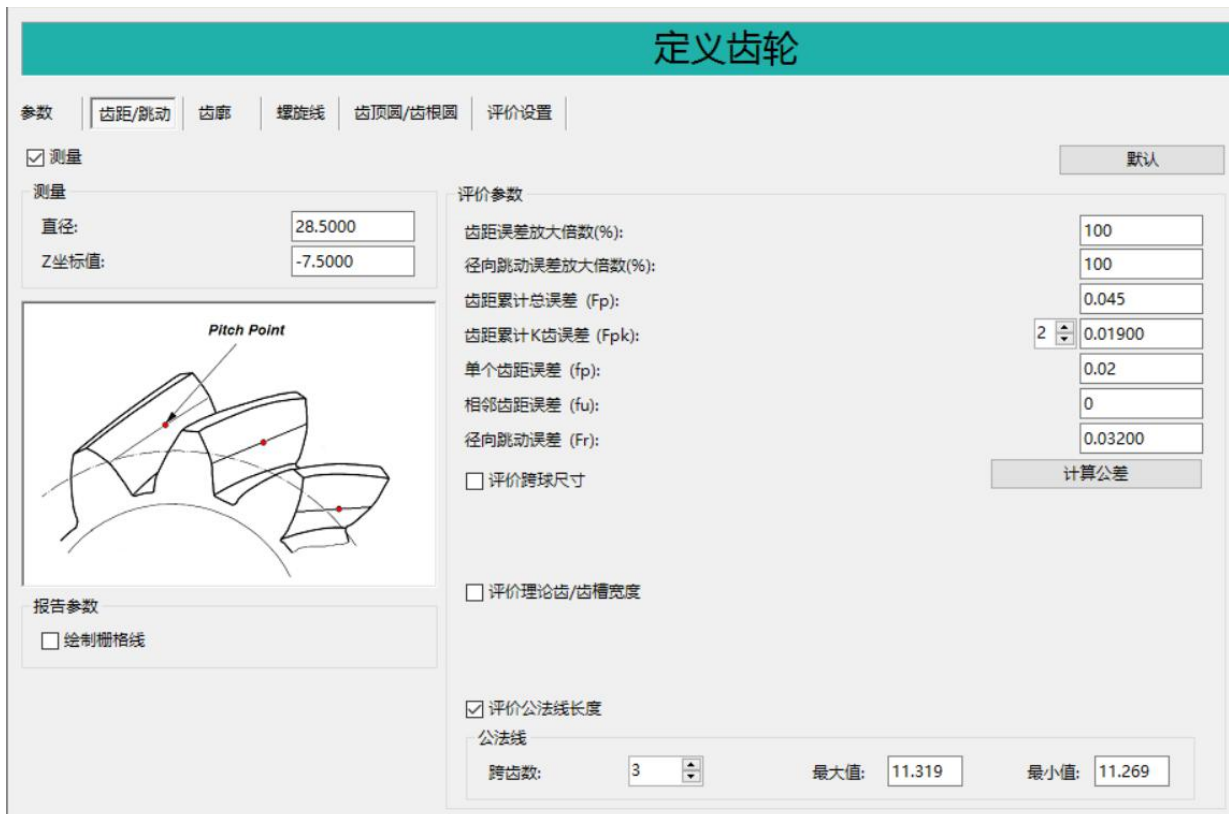 定义齿轮
参数 齿距/跳动 齿廓 螺旋线 齿顶圆/齿根圆 评价设置
测量
默认
测量
直径: 28.5000
Z坐标值: -7.5000
Pitch Point
报告参数
绘制栅格线
评价参数
齿距误差放大倍数(%): 100
径向跳动误差放大倍数(%): 100
齿距累计总误差 (Fp): 0.045
齿距累计K齿误差 (Fpk): 2 0.01900
单个齿距误差 (fp): 0.02
相邻齿距误差 (fu): 0
径向跳动误差 (Fr): 0.03200
评价跨球尺寸 计算公差
评价理论齿/齿槽宽度
评价公法线长度
公法线
跨齿数: 3 最大值: 11.319 最小值: 11.269